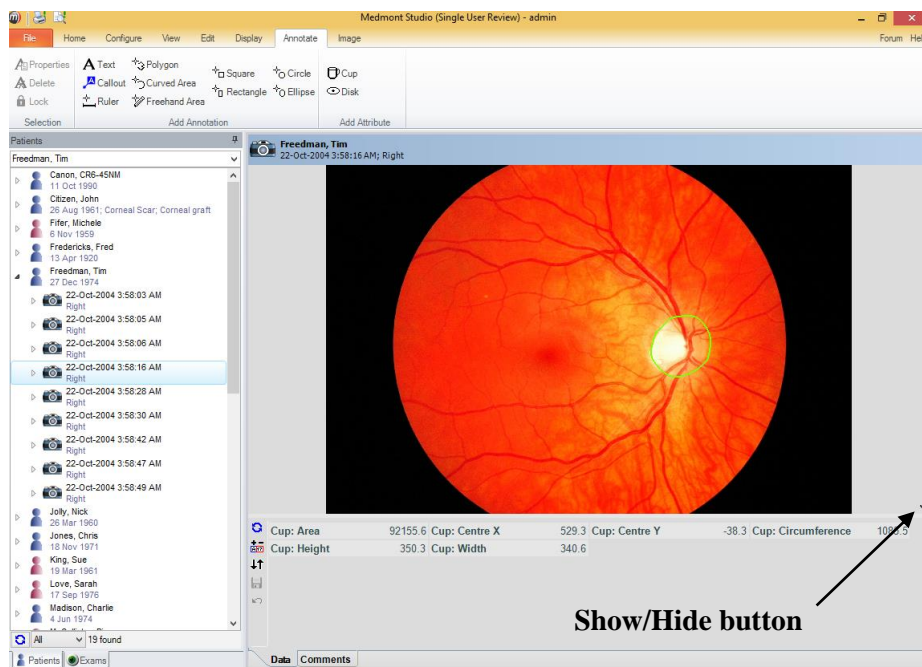 Medmont Studio (Single User Review) - admin
File Home Configure View Edit Display Annotate Image Forum Hel
Properties Text Polygon Square Circle Cup
Delete Callout Curved Area Rectangle Ellipse Disk
Lock Ruler Freehand Area
Selection Add Annotation Add Attribute
Patients
Freedman, Tim
Canon, CR6-45NM
11 Oct 1990
Citizen, John
26 Aug 1961; Corneal Scar; Corneal graft
Fifer, Michele
6 Nov 1959
Fredericks, Fred
13 Apr 1920
Freedman, Tim
27 Dec 1974
22-Oct-2004 3:58:03 AM
Right
22-Oct-2004 3:58:05 AM
Right
22-Oct-2004 3:58:06 AM
Right
22-Oct-2004 3:58:16 AM
Right
22-Oct-2004 3:58:28 AM
Right
22-Oct-2004 3:58:30 AM
Right
22-Oct-2004 3:58:42 AM
Right
22-Oct-2004 3:58:47 AM
Right
22-Oct-2004 3:58:49 AM
Right
Jolly, Nick
26 Mar 1960
Jones, Chris
18 Nov 1971
King, Sue
19 Mar 1961
Love, Sarah
17 Sep 1976
Madison, Charlie
4 Jun 1974
All 19 found
Patients Exams
Freedman, Tim
22-Oct-2004 3:58:16 AM; Right
Cup: Area 92155.6 Cup: Centre X 529.3 Cup: Centre Y -38.3 Cup: Circumference
Cup: Height 350.3 Cup: Width 340.6
Show/Hide button
Data Comments